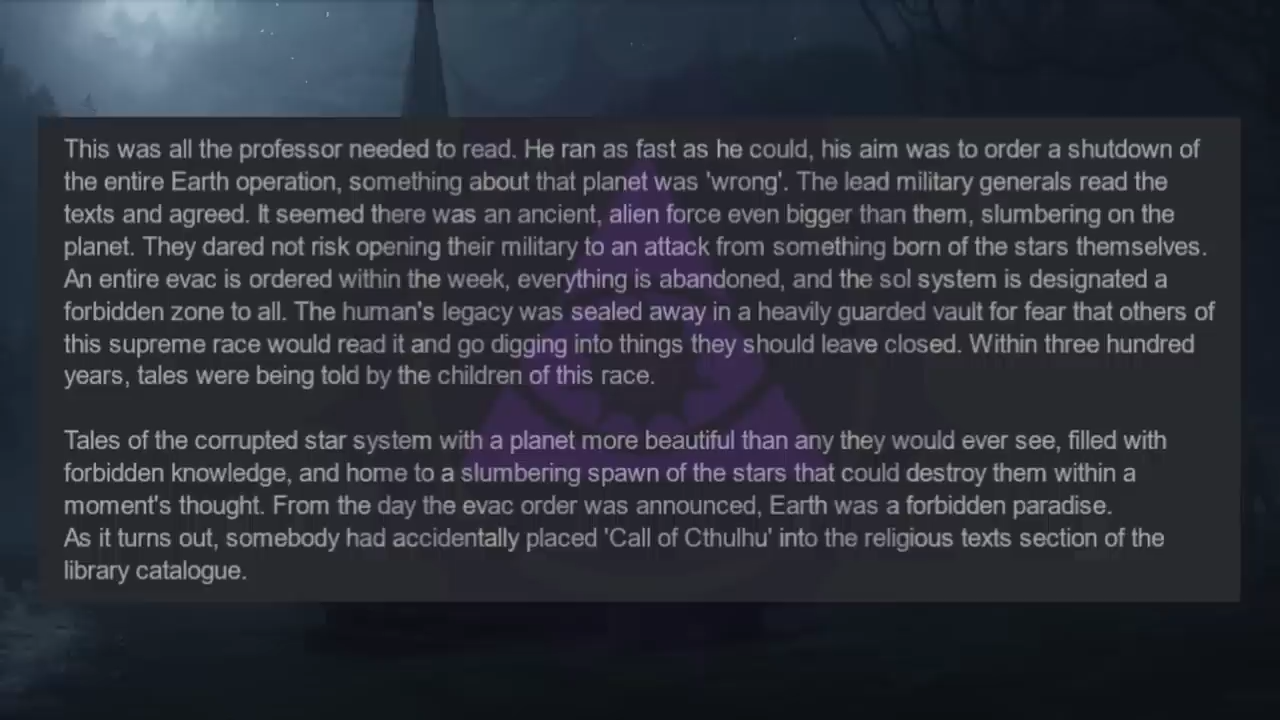 This was all the professor needed to read. He ran as fast as he could, his aim was to order a shutdown of
the entire Earth operation, something about that planet was 'wrong'. The lead military generals read the
texts and agreed. It seemed there was an ancient, alien force even bigger than them, slumbering on the
planet. They dared not risk opening their military to an attack from something born of the stars themselves.
An entire evac is ordered within the week, everything is abandoned, and the sol system is designated a
forbidden zone to all. The human's legacy was sealed away in a heavily guarded vault for fear that others of
this supreme race would read it and go digging into things they should leave closed. Within three hundred
years, tales were being told by the children of this race.
Tales of the corrupted star system with a planet more beautiful than any they would ever see, filled with
forbidden knowledge, and home to a slumbering spawn of the stars that could destroy them within a
moment's thought. From the day the evac order was announced, Earth was a forbidden paradise.
As it turns out, somebody had accidentally placed 'Call of Cthulhu' into the religious texts section of the
library catalogue.